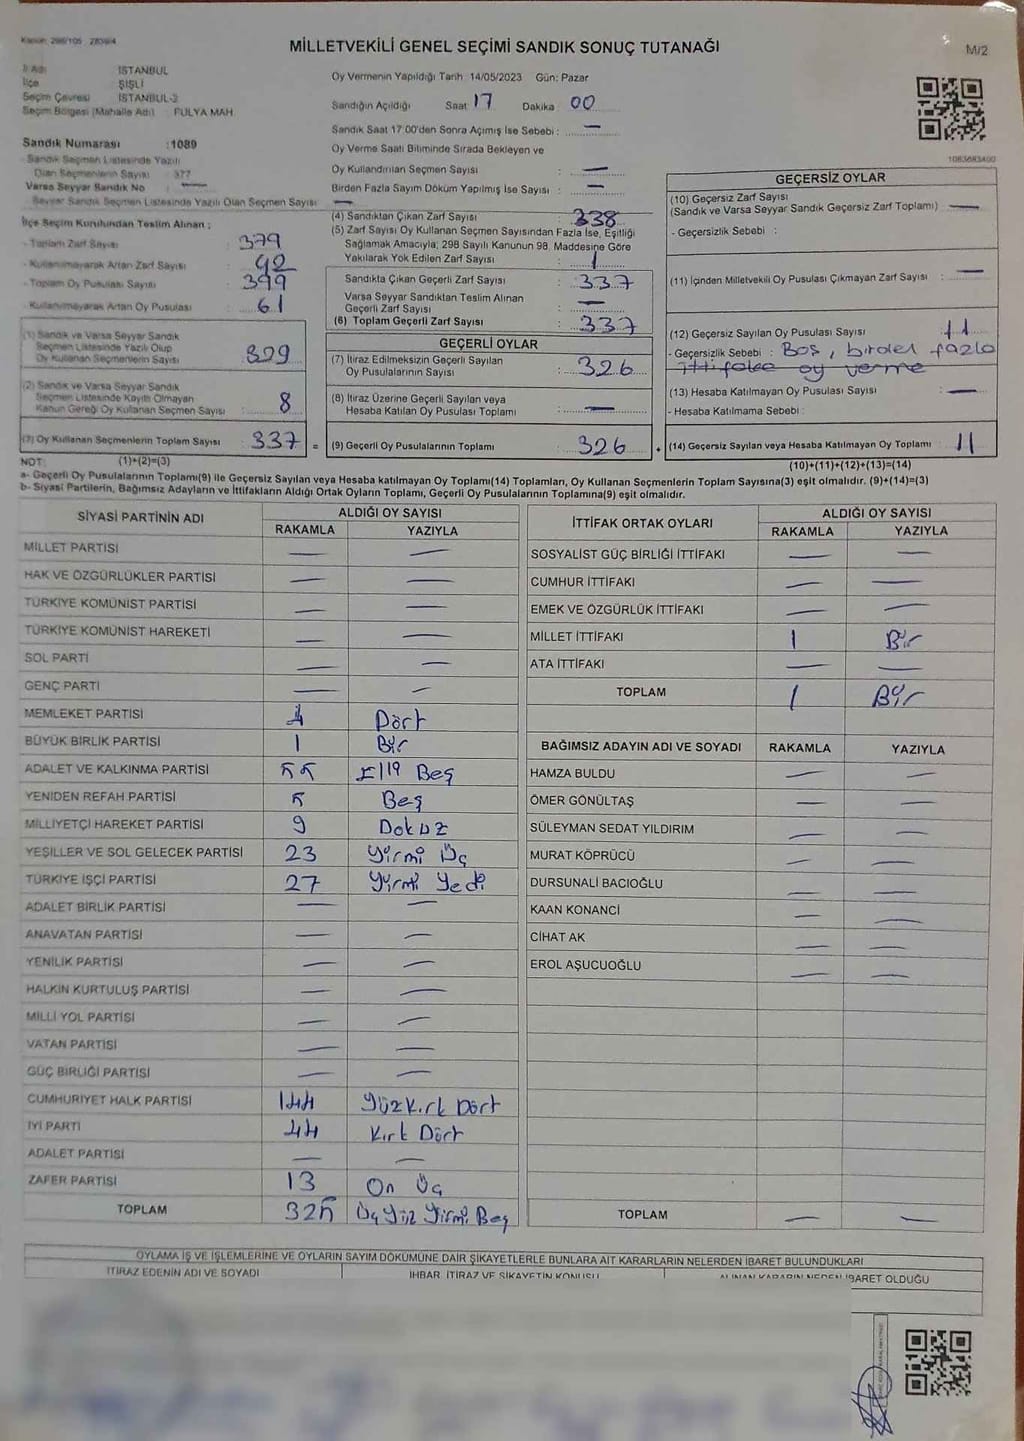 Kanun: 298/105 2839/4
MİLLETVEKİLİ GENEL SEÇİMİ SANDIK SONUÇ TUTANAĞI
M/2
İl Adı İSTANBUL
İlçe ŞİŞLİ
Seçim Çevresi İSTANBUL-2
Seçim Bölgesi (Mahalle Adı) : FULYA MAH.
Sandık Numarası :1089
- Sandık Seçmen Listesinde Yazılı
Olan Seçmenlerin Sayısı : 377
Varsa Seyyar Sandık No : —
- Seyyar Sandık Seçmen Listesinde Yazılı Olan Seçmen Sayısı : —
İlçe Seçim Kurulundan Teslim Alınan ;
- Toplam Zarf Sayısı : 379
- Kullanılmayarak Artan Zarf Sayısı : 42
- Toplam Oy Pusulası Sayısı : 399
- Kullanılmayarak Artan Oy Pusulası : 61
(1) Sandık ve Varsa Seyyar Sandık
Seçmen Listesinde Yazılı Olup
Oy Kullanan Seçmenlerin Sayısı : 329
(2) Sandık ve Varsa Seyyar Sandık
Seçmen Listesinde Kayıtlı Olmayan
Kanun Gereği Oy Kullanan Seçmen Sayısı : 8
(3) Oy Kullanan Seçmenlerin Toplam Sayısı : 337 =
Oy Vermenin Yapıldığı Tarih :14/05/2023 Gün: Pazar
Sandığın Açıldığı Saat 17 Dakika 00
Sandık Saat 17:00'den Sonra Açımış İse Sebebi : —
Oy Verme Saati Bitiminde Sırada Bekleyen ve
Oy Kullandırılan Seçmen Sayısı : —
Birden Fazla Sayım Döküm Yapılmış İse Sayısı : —
(4) Sandıktan Çıkan Zarf Sayısı : 338
(5) Zarf Sayısı Oy Kullanan Seçmen Sayısından Fazla İse, Eşitliği
Sağlamak Amacıyla; 298 Sayılı Kanunun 98. Maddesine Göre
Yakılarak Yok Edilen Zarf Sayısı : 1
Sandıkta Çıkan Geçerli Zarf Sayısı : 337
Varsa Seyyar Sandıktan Teslim Alınan
Geçerli Zarf Sayısı : —
(6) Toplam Geçerli Zarf Sayısı : 337
GEÇERLİ OYLAR
(7) İtiraz Edilmeksizin Geçerli Sayılan
Oy Pusulalarının Sayısı : 326
(8) İtiraz Üzerine Geçerli Sayılan veya
Hesaba Katılan Oy Pusulası Toplamı : —
(9) Geçerli Oy Pusulalarının Toplamı : 326 +
1083683400
GEÇERSİZ OYLAR
(10) Geçersiz Zarf Sayısı
(Sandık ve Varsa Seyyar Sandık Geçersiz Zarf Toplamı) : —
- Geçersizlik Sebebi :
(11) İçinden Milletvekili Oy Pusulası Çıkmayan Zarf Sayısı : —
(12) Geçersiz Sayılan Oy Pusulası Sayısı : 11
- Geçersizlik Sebebi : Boş, birden fazla
ittifaka oy verme
(13) Hesaba Katılmayan Oy Pusulası Sayısı : —
- Hesaba Katılmama Sebebi :
(14) Geçersiz Sayılan veya Hesaba Katılmayan Oy Toplamı : 11
NOT: (1)+(2)=(3) (10)+(11)+(12)+(13)=(14)
a- Geçerli Oy Pusulalarının Toplamı(9) ile Geçersiz Sayılan veya Hesaba katılmayan Oy Toplamı(14) Toplamları, Oy Kullanan Seçmenlerin Toplam Sayısına(3) eşit olmalıdır. (9)+(14)=(3)
b- Siyasi Partilerin, Bağımsız Adayların ve İttifakların Aldığı Ortak Oyların Toplamı, Geçerli Oy Pusulalarının Toplamına(9) eşit olmalıdır.
SİYASİ PARTİNİN ADI ALDIĞI OY SAYISI
RAKAMLA YAZIYLA
MİLLET PARTİSİ — —
HAK VE ÖZGÜRLÜKLER PARTİSİ — —
TÜRKİYE KOMÜNİST PARTİSİ — —
TÜRKİYE KOMÜNİST HAREKETİ — —
SOL PARTİ — —
GENÇ PARTİ — —
MEMLEKET PARTİSİ 4 Dört
BÜYÜK BİRLİK PARTİSİ 1 Bir
ADALET VE KALKINMA PARTİSİ 55 Elli Beş
YENİDEN REFAH PARTİSİ 5 Beş
MİLLİYETÇİ HAREKET PARTİSİ 9 Dokuz
YEŞİLLER VE SOL GELECEK PARTİSİ 23 Yirmi Üç
TÜRKİYE İŞÇİ PARTİSİ 27 Yirmi Yedi
ADALET BİRLİK PARTİSİ — —
ANAVATAN PARTİSİ — —
YENİLİK PARTİSİ — —
HALKIN KURTULUŞ PARTİSİ — —
MİLLİ YOL PARTİSİ — —
VATAN PARTİSİ — —
GÜÇ BİRLİĞİ PARTİSİ — —
CUMHURİYET HALK PARTİSİ 144 Yüz Kırk Dört
İYİ PARTİ 44 Kırk Dört
ADALET PARTİSİ — —
ZAFER PARTİSİ 13 On Üç
TOPLAM 325 Üç Yüz Yirmi Beş
İTTİFAK ORTAK OYLARI ALDIĞI OY SAYISI
RAKAMLA YAZIYLA
SOSYALİST GÜÇ BİRLİĞİ İTTİFAKI — —
CUMHUR İTTİFAKI — —
EMEK VE ÖZGÜRLÜK İTTİFAKI — —
MİLLET İTTİFAKI 1 Bir
ATA İTTİFAKI — —
TOPLAM 1 Bir
BAĞIMSIZ ADAYIN ADI VE SOYADI RAKAMLA YAZIYLA
HAMZA BULDU — —
ÖMER GÖNÜLTAŞ — —
SÜLEYMAN SEDAT YILDIRIM — —
MURAT KÖPRÜCÜ — —
DURSUNALİ BACIOĞLU — —
KAAN KONANCİ — —
CİHAT AK — —
EROL AŞUCUOĞLU — —
TOPLAM — —
OYLAMA İŞ VE İŞLEMLERİNE VE OYLARIN SAYIM DÖKÜMÜNE DAİR ŞİKAYETLERLE BUNLARA AİT KARARLARIN NELERDEN İBARET BULUNDUKLARI
İTİRAZ EDENİN ADI VE SOYADI İHBAR, İTİRAZ VE ŞİKAYETİN KONUSU ALINAN KARARIN NEDEN İBARET OLDUĞU